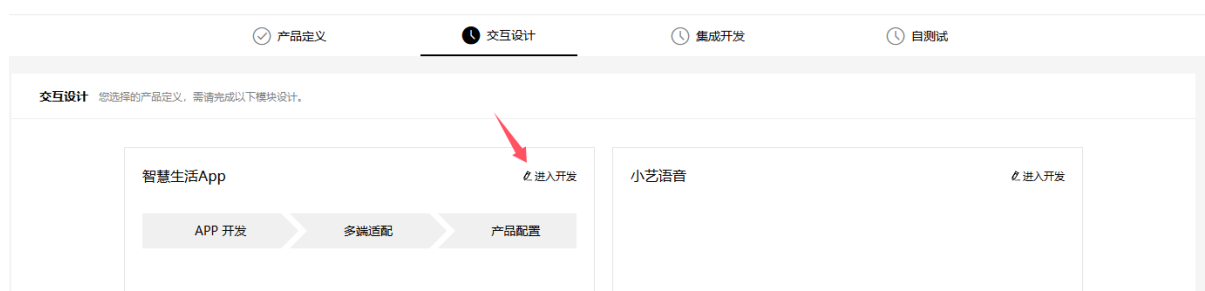 产品定义 交互设计 集成开发 自测试
交互设计 您选择的产品定义，需请完成以下模块设计。
智慧生活App 进入开发 小艺语音 进入开发
APP 开发 多端适配 产品配置